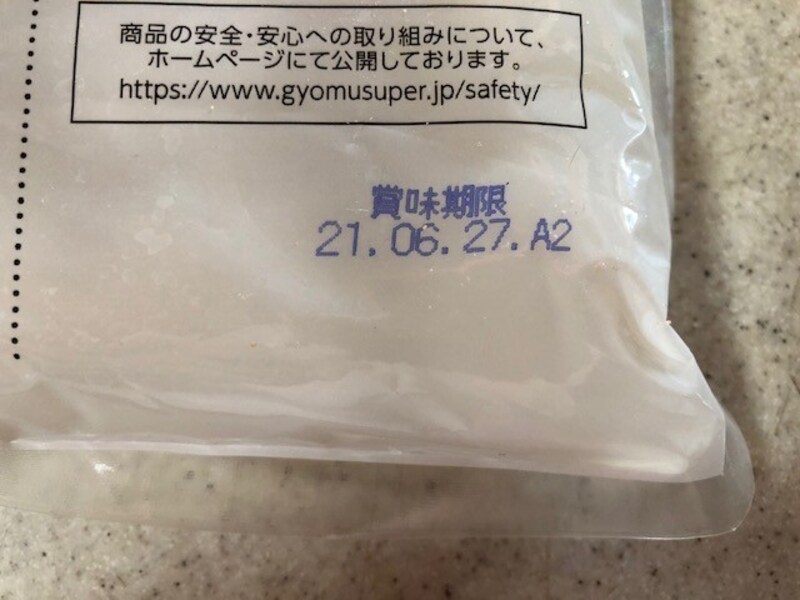 商品の安全・安心への取り組みについて、
ホームページにて公開しております。
https://www.gyomusuper.jp/safety/
賞味期限
21.06.27.A2